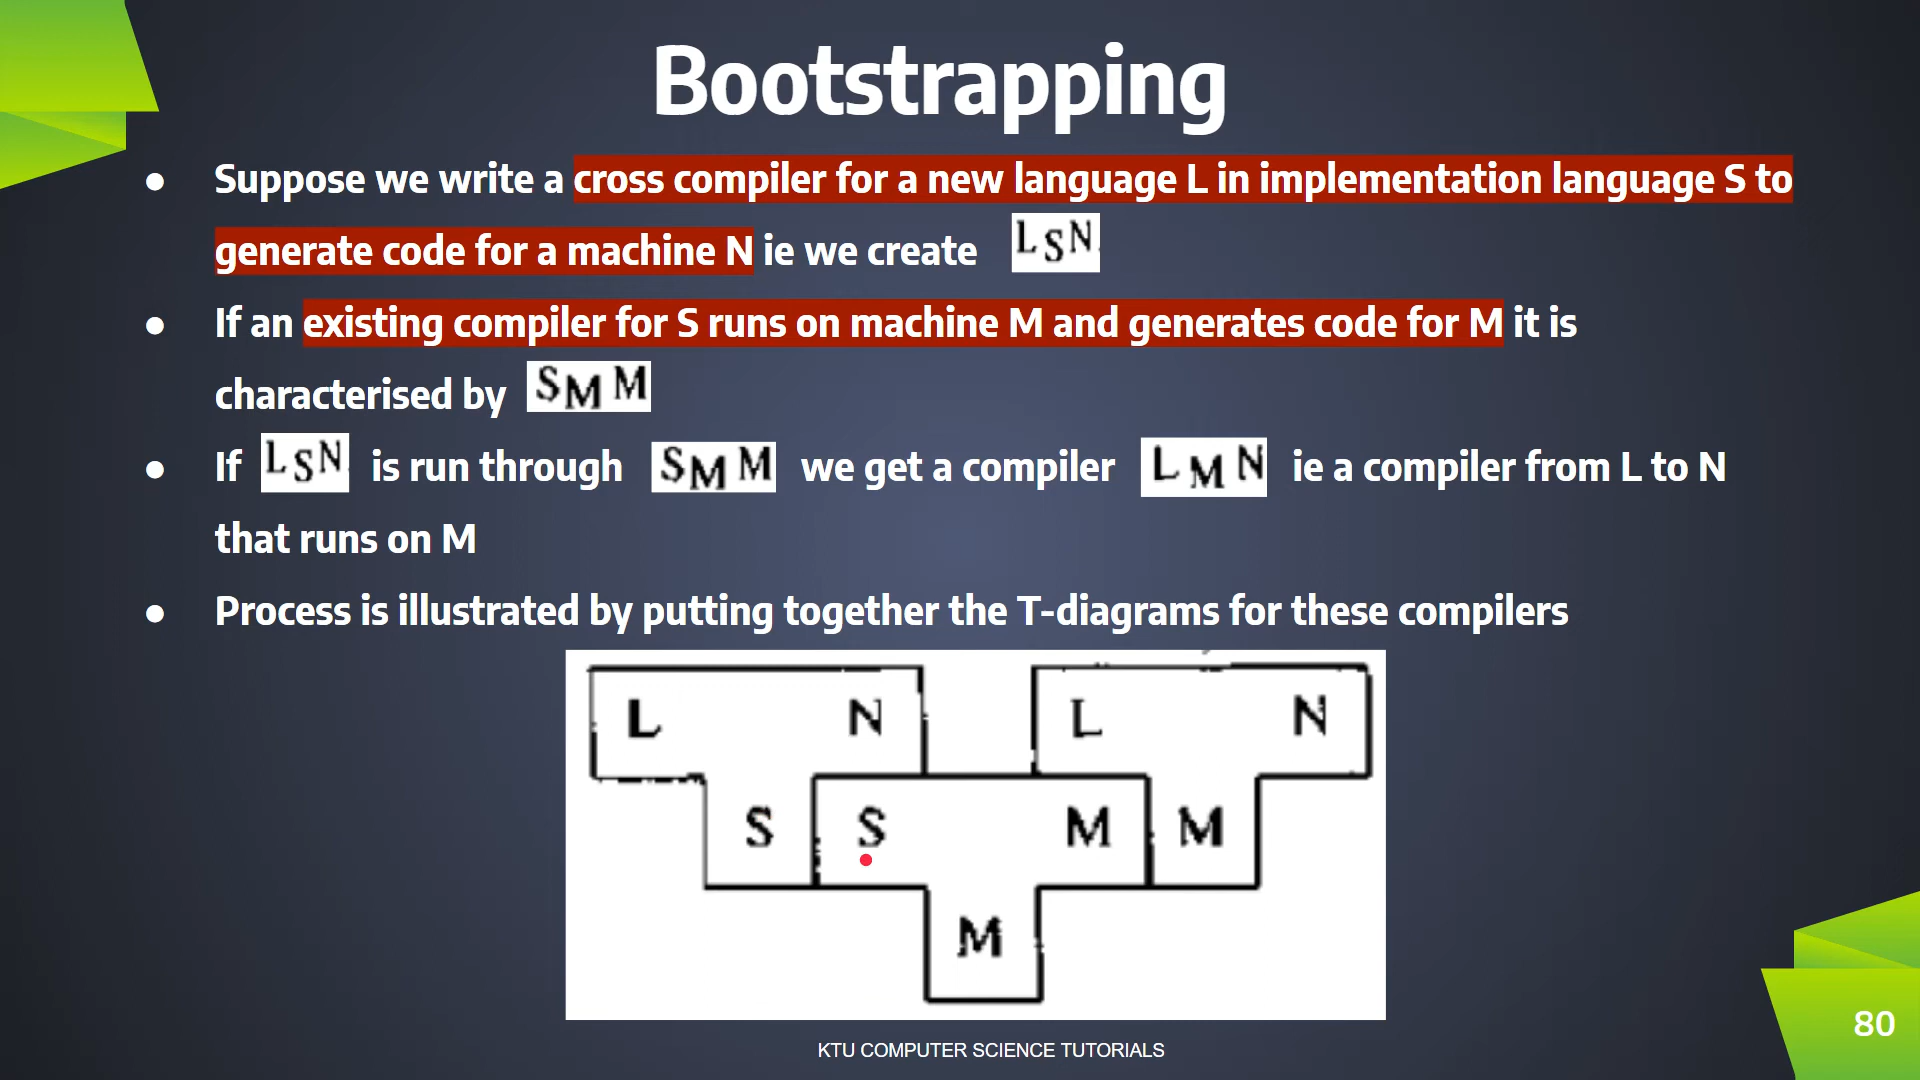 Bootstrapping
● Suppose we write a cross compiler for a new language L in implementation language S to
generate code for a machine N ie we create LSN
● If an existing compiler for S runs on machine M and generates code for M it is
characterised by SMM
● If LSN is run through SMM we get a compiler LMN ie a compiler from L to N
that runs on M
● Process is illustrated by putting together the T-diagrams for these compilers
L N L N
S S M M
M
KTU COMPUTER SCIENCE TUTORIALS
80